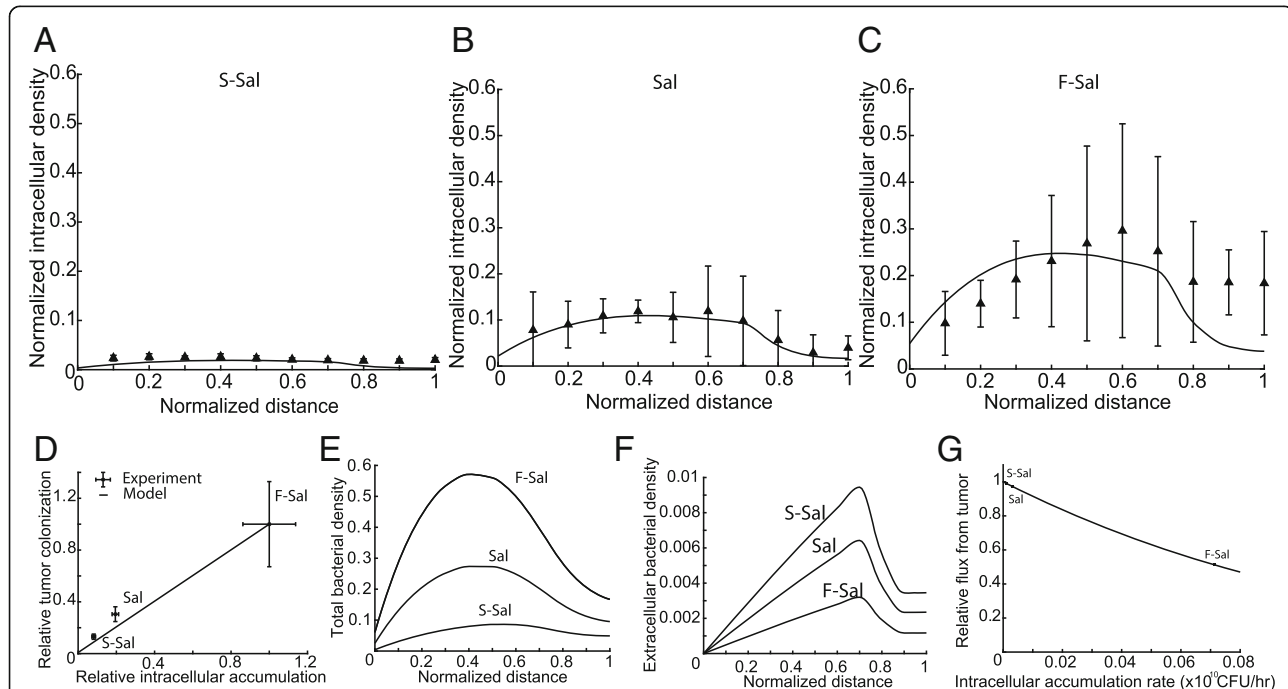 A
S-Sal
Normalized intracellular density
0.6
0.5
0.4
0.3
0.2
0.1
0
0 0.2 0.4 0.6 0.8 1
Normalized distance
B
Sal
Normalized intracellular density
0.6
0.5
0.4
0.3
0.2
0.1
0
0 0.2 0.4 0.6 0.8 1
Normalized distance
C
F-Sal
Normalized intracellular density
0.6
0.5
0.4
0.3
0.2
0.1
0
0 0.2 0.4 0.6 0.8 1
Normalized distance
D
Relative tumor colonization
Experiment
Model
1.2
0.8
0.4
0
F-Sal
Sal
S-Sal
0.4 0.8 1.2
Relative intracellular accumulation
E
Total bacterial density
0.6
0.5
0.4
0.3
0.2
0.1
F-Sal
Sal
S-Sal
0 0.2 0.4 0.6 0.8 1
Normalized distance
F
Extracellular bacterial density
0.01
0.008
0.006
0.004
0.002
0
S-Sal
Sal
F-Sal
0.2 0.4 0.6 0.8 1
Normalized distance
G
Relative flux from tumor
1
0.8
0.6
0.4
1
S-Sal
Sal
F-Sal
0 0.02 0.04 0.06 0.08
Intracellular accumulation rate (x10¹⁰CFU/hr)